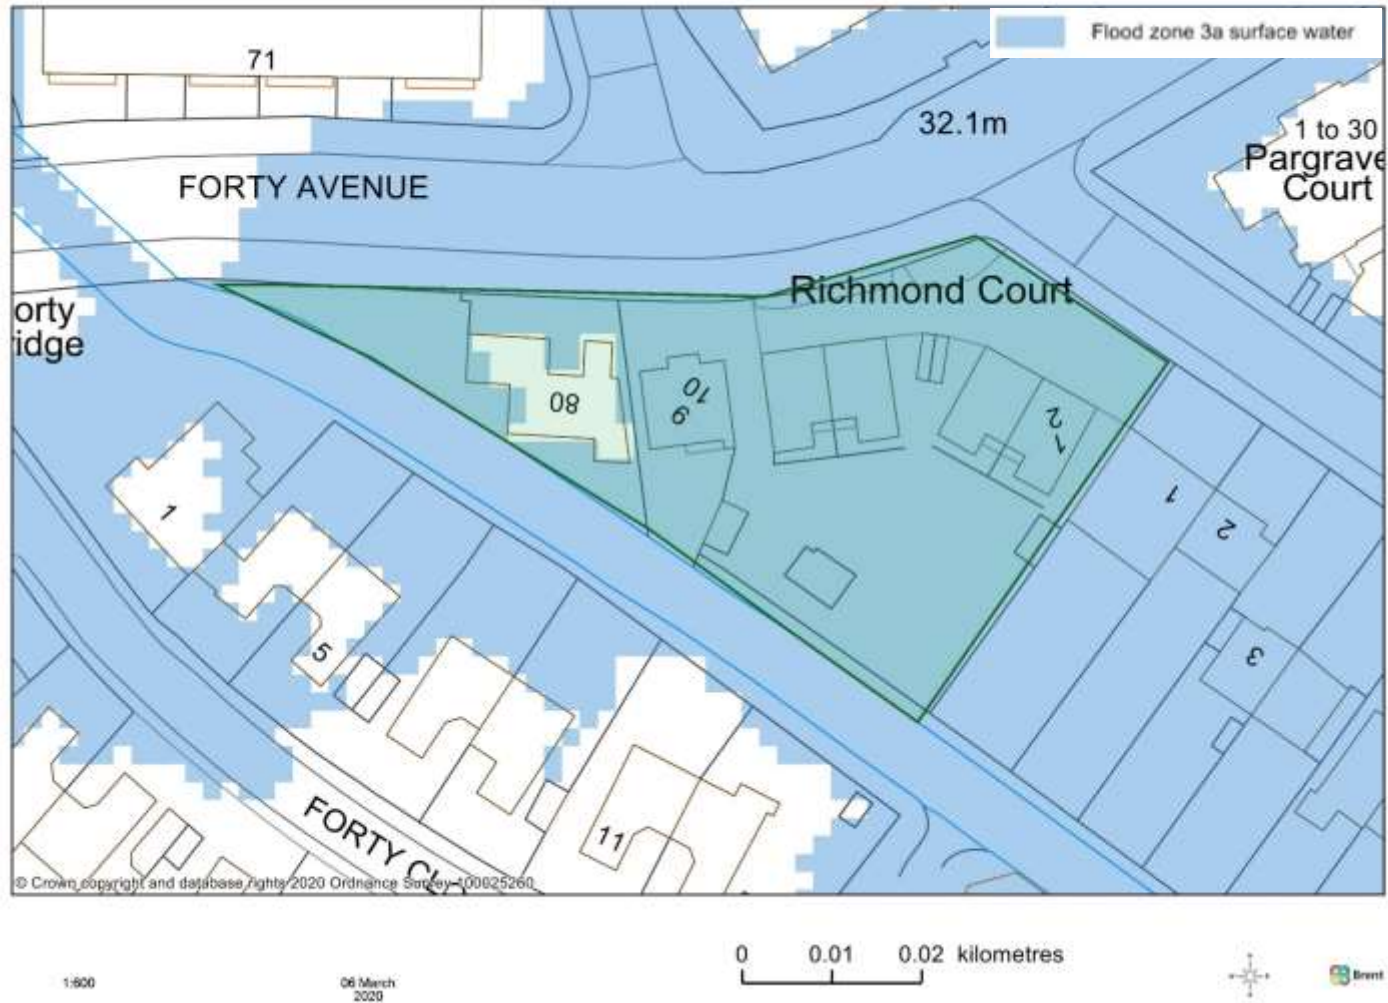 Flood zone 3a surface water
71
32.1m
1 to 30
Pargrave
Court
FORTY AVENUE
Richmond Court
orty
idge
80
10
9
2
1
1
2
1
5
3
11
FORTY CLO
© Crown copyright and database rights 2020 Ordnance Survey 100025260
0 0.01 0.02 kilometres
1:600
06 March
2020
Brent